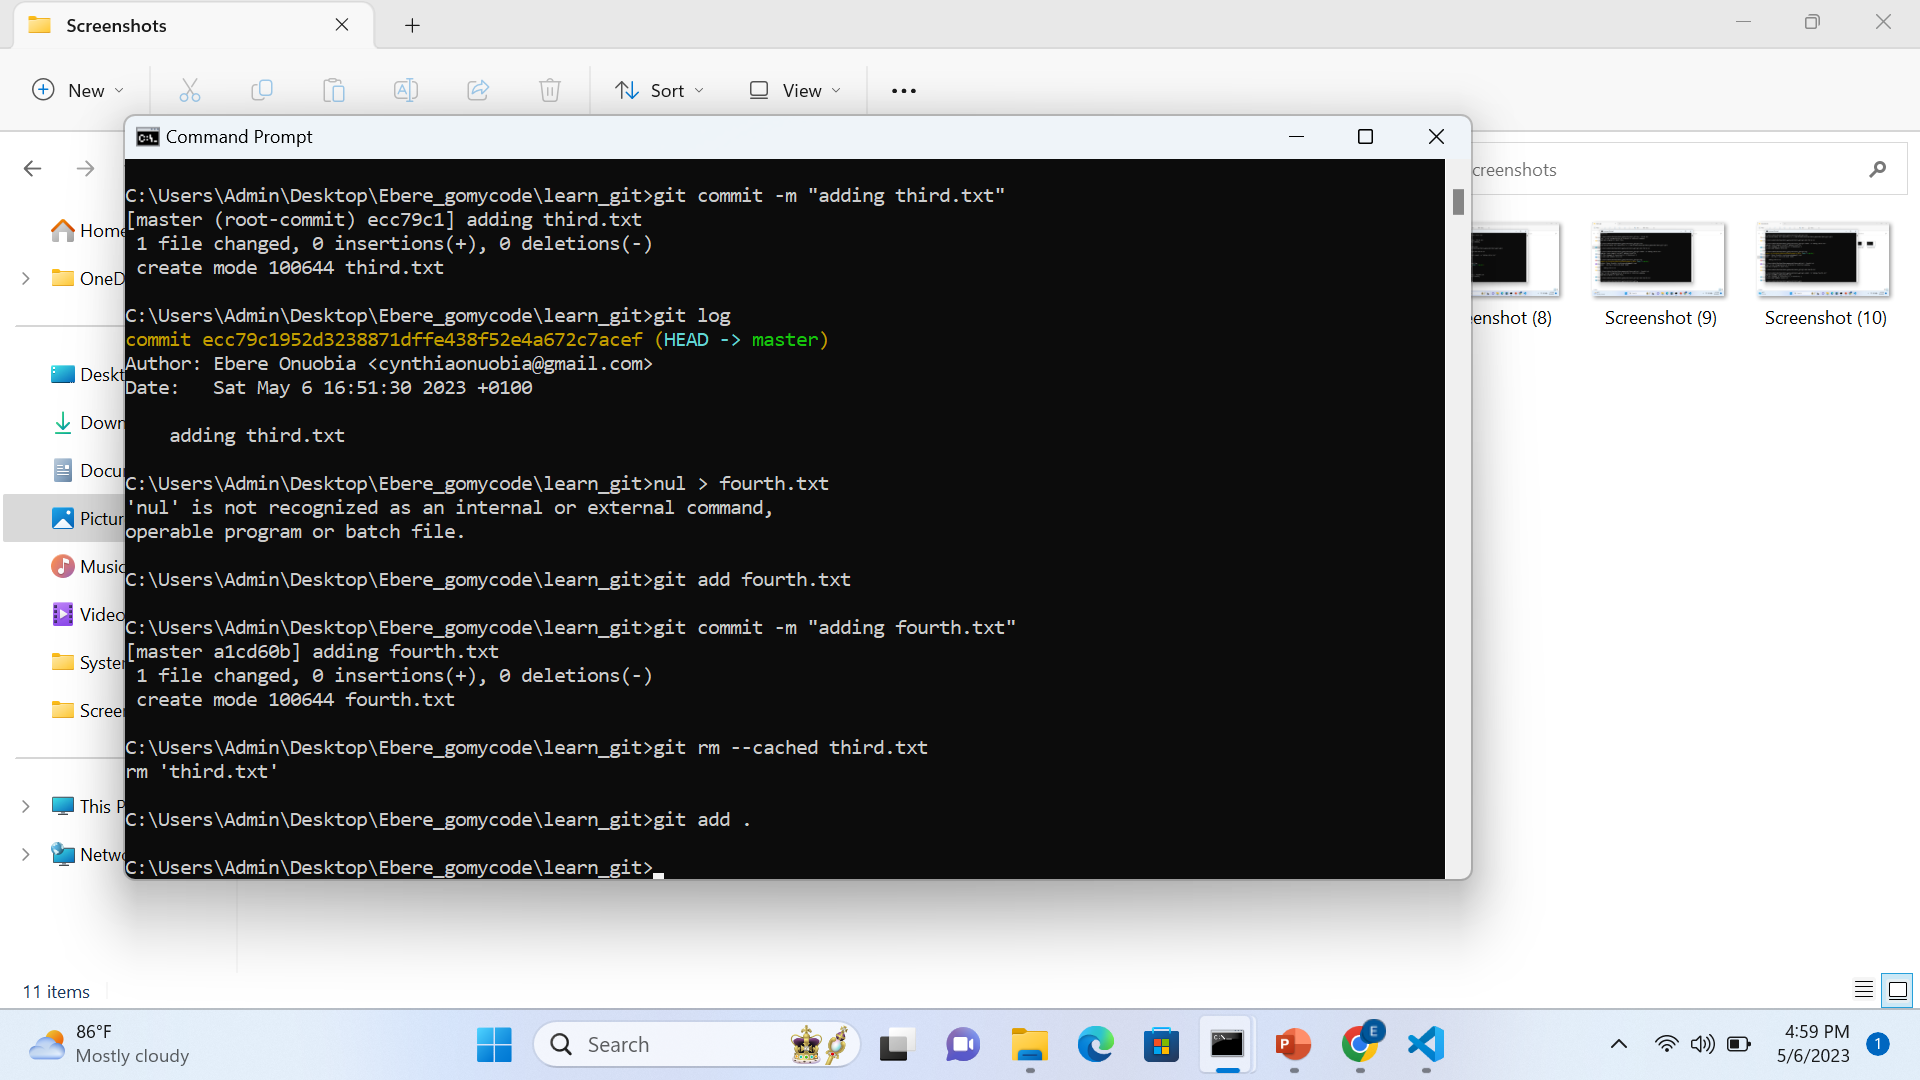 Screenshots
New
Sort
View
Command Prompt
creenshots
Home
OneD
Deskt
Down
Docu
Pictur
Music
Video
System
Screen
This P
Netwo
C:\Users\Admin\Desktop\Ebere_gomycode\learn_git>git commit -m "adding third.txt"
[master (root-commit) ecc79c1] adding third.txt
 1 file changed, 0 insertions(+), 0 deletions(-)
 create mode 100644 third.txt
C:\Users\Admin\Desktop\Ebere_gomycode\learn_git>git log
commit ecc79c1952d3238871dffe438f52e4a672c7acef (HEAD -> master)
Author: Ebere Onuobia <cynthiaonuobia@gmail.com>
Date:   Sat May 6 16:51:30 2023 +0100
    adding third.txt
C:\Users\Admin\Desktop\Ebere_gomycode\learn_git>nul > fourth.txt
'nul' is not recognized as an internal or external command,
operable program or batch file.
C:\Users\Admin\Desktop\Ebere_gomycode\learn_git>git add fourth.txt
C:\Users\Admin\Desktop\Ebere_gomycode\learn_git>git commit -m "adding fourth.txt"
[master a1cd60b] adding fourth.txt
 1 file changed, 0 insertions(+), 0 deletions(-)
 create mode 100644 fourth.txt
C:\Users\Admin\Desktop\Ebere_gomycode\learn_git>git rm --cached third.txt
rm 'third.txt'
C:\Users\Admin\Desktop\Ebere_gomycode\learn_git>git add .
C:\Users\Admin\Desktop\Ebere_gomycode\learn_git>
enshot (8)
Screenshot (9)
Screenshot (10)
11 items
86°F
Mostly cloudy
Search
E
4:59 PM
5/6/2023
1